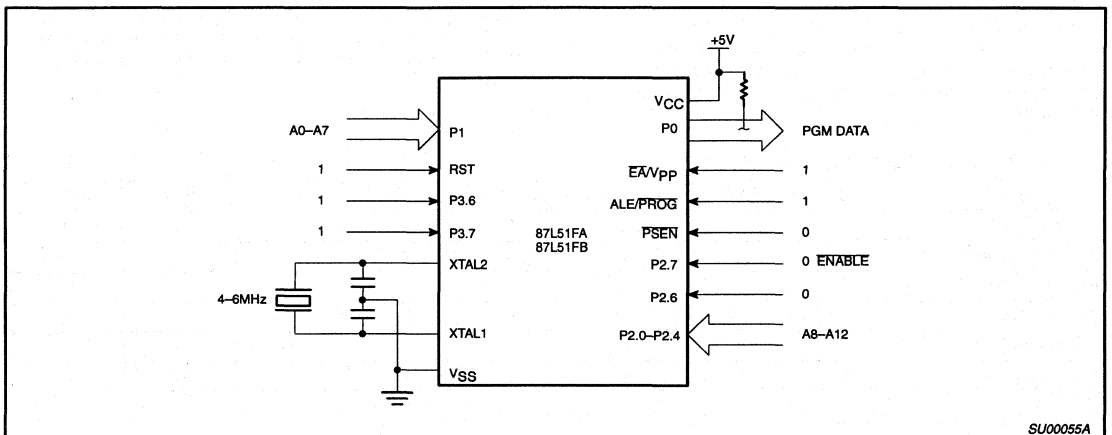 +5V
A0–A7
1
1
1
4–6MHz
P1
RST
P3.6
P3.7
XTAL2
XTAL1
VSS
87L51FA
87L51FB
VCC
P0
EA/VPP
ALE/PROG
PSEN
P2.7
P2.6
P2.0–P2.4
PGM DATA
1
1
0
0 ENABLE
0
A8–A12
SU00055A